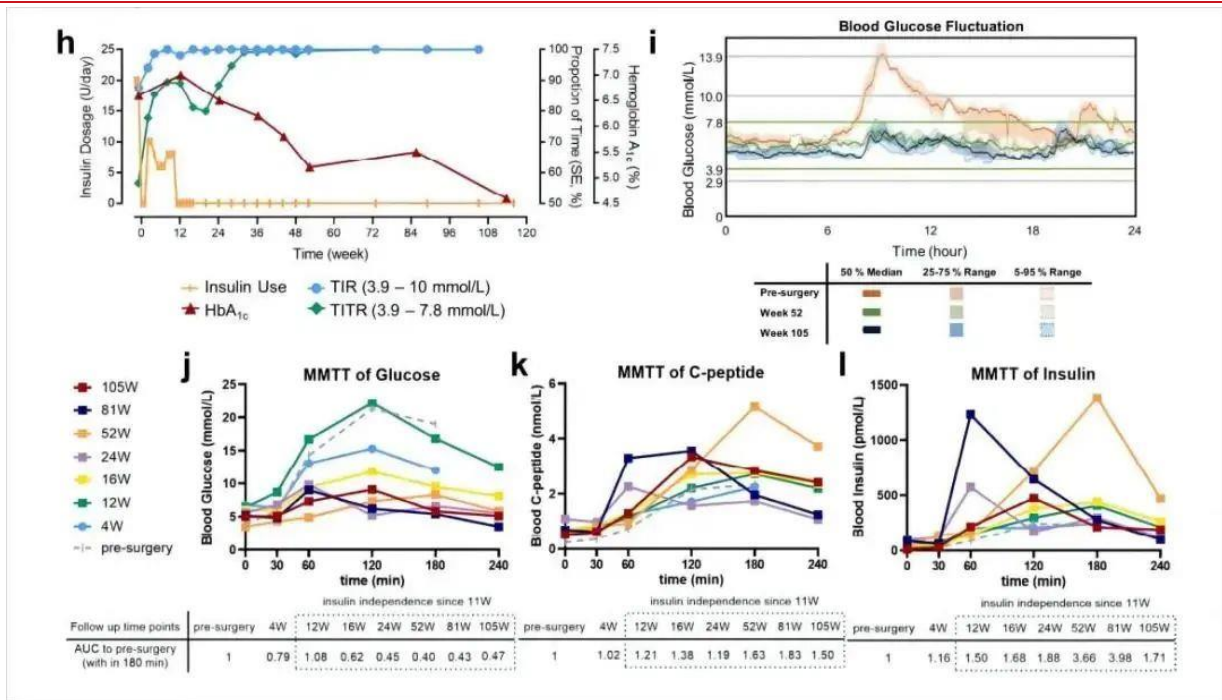 h
25
20
15
10
5
0
Insulin Dosage (U/day)
100
90
80
70
60
50
Propotion of Time (SE, %)
7.5
7.0
6.5
6.0
5.5
5.0
4.5
Hemoglobin A1c (%)
0 12 24 36 48 60 72 84 96 108 120
Time (week)
Insulin Use
TIR (3.9 – 10 mmol/L)
HbA1c
TITR (3.9 – 7.8 mmol/L)
i
Blood Glucose Fluctuation
13.9
10.0
7.8
3.9
2.9
0
Blood Glucose (mmol/L)
0 6 12 18 24
Time (hour)
50 % Median 25-75 % Range 5-95 % Range
Pre-surgery
Week 52
Week 105
105W
81W
52W
24W
16W
12W
4W
pre-surgery
j
MMTT of Glucose
25
20
15
10
5
0
Blood Glucose (mmol/L)
0 30 60 120 180 240
time (min)
k
MMTT of C-peptide
6
4
2
0
Blood C-peptide (nmol/L)
0 30 60 120 180 240
time (min)
l
MMTT of Insulin
1500
1000
500
0
Blood Insulin (pmol/L)
0 30 60 120 180 240
time (min)
insulin independence since 11W
Follow up time points pre-surgery 4W 12W 16W 24W 52W 81W 105W
AUC to pre-surgery
(with in 180 min)
1 0.79 1.08 0.62 0.45 0.40 0.43 0.47
insulin independence since 11W
pre-surgery 4W 12W 16W 24W 52W 81W 105W
1 1.02 1.21 1.38 1.19 1.63 1.83 1.50
insulin independence since 11W
pre-surgery 4W 12W 16W 24W 52W 81W 105W
1 1.16 1.50 1.68 1.88 3.66 3.98 1.71